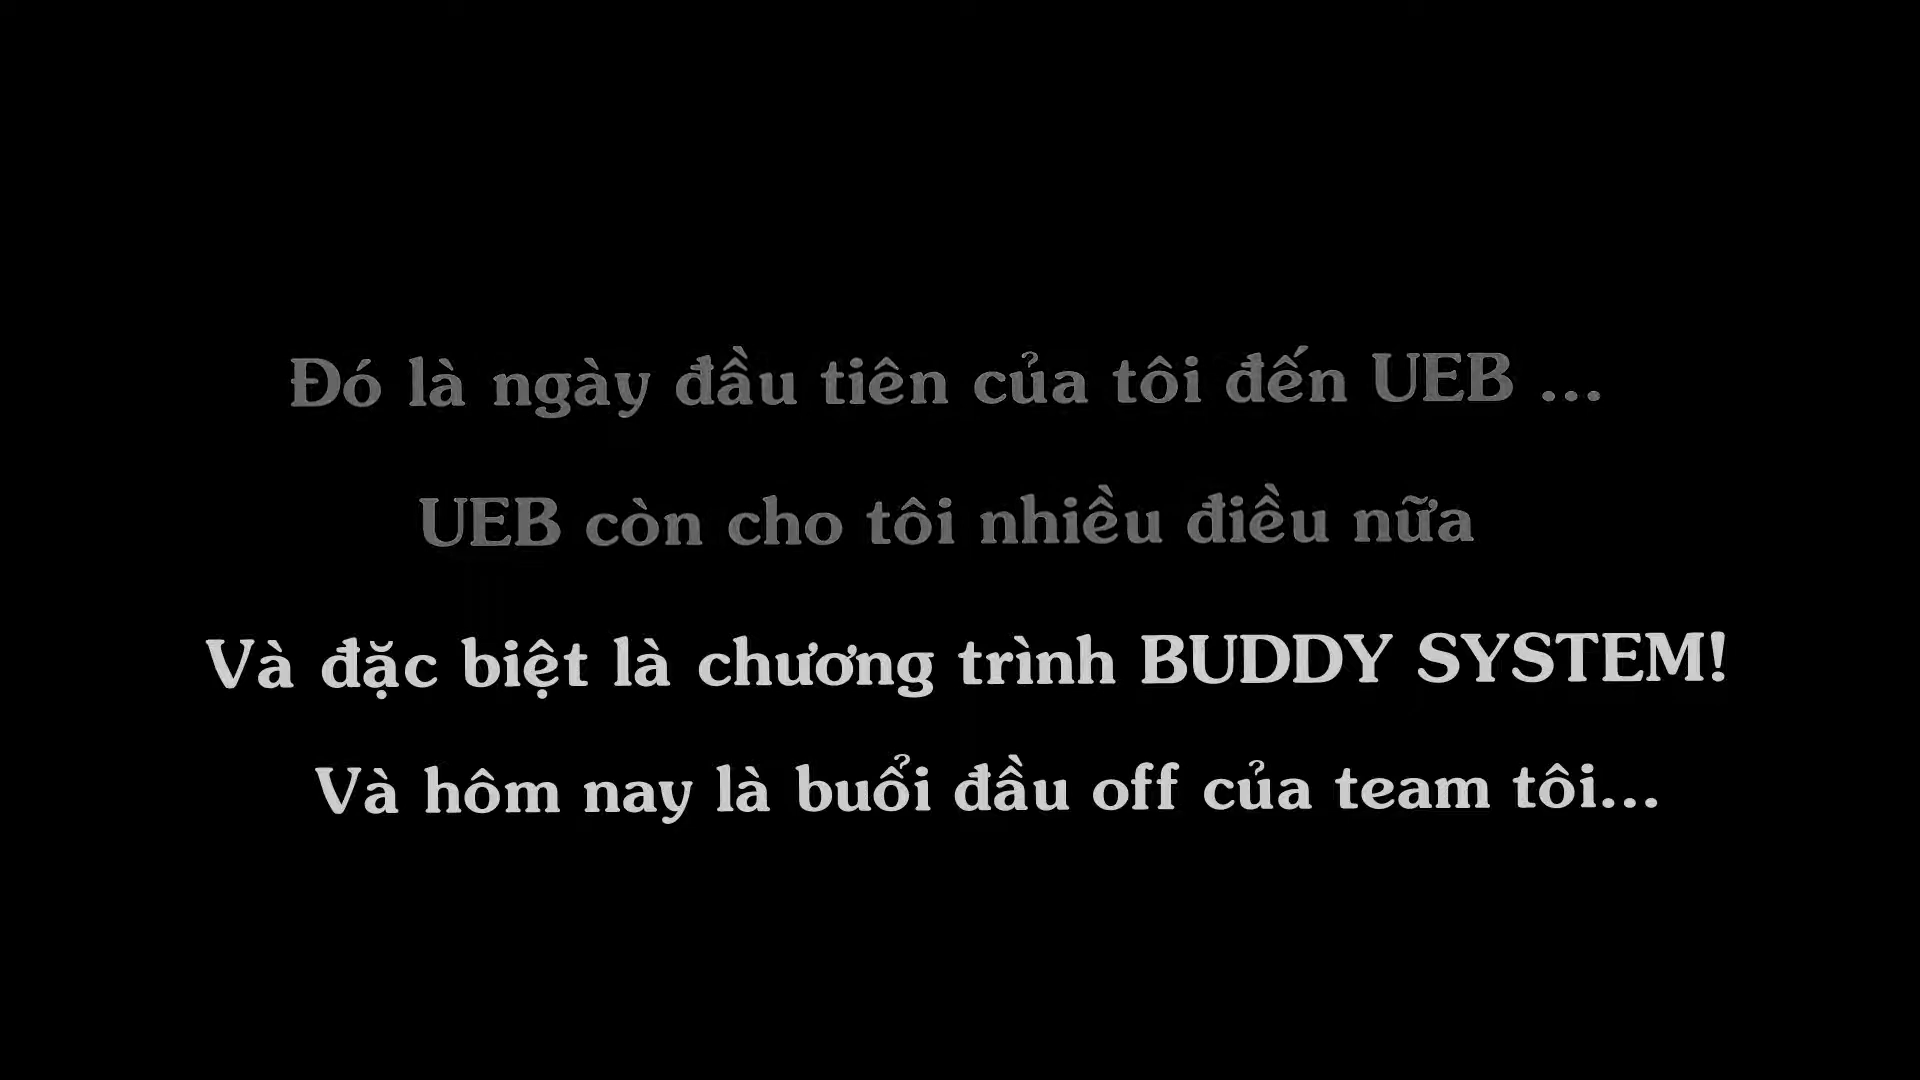 Đó là ngày đầu tiên của tôi đến UEB ...
UEB còn cho tôi nhiều điều nữa
Và đặc biệt là chương trình BUDDY SYSTEM!
Và hôm nay là buổi đầu off của team tôi...